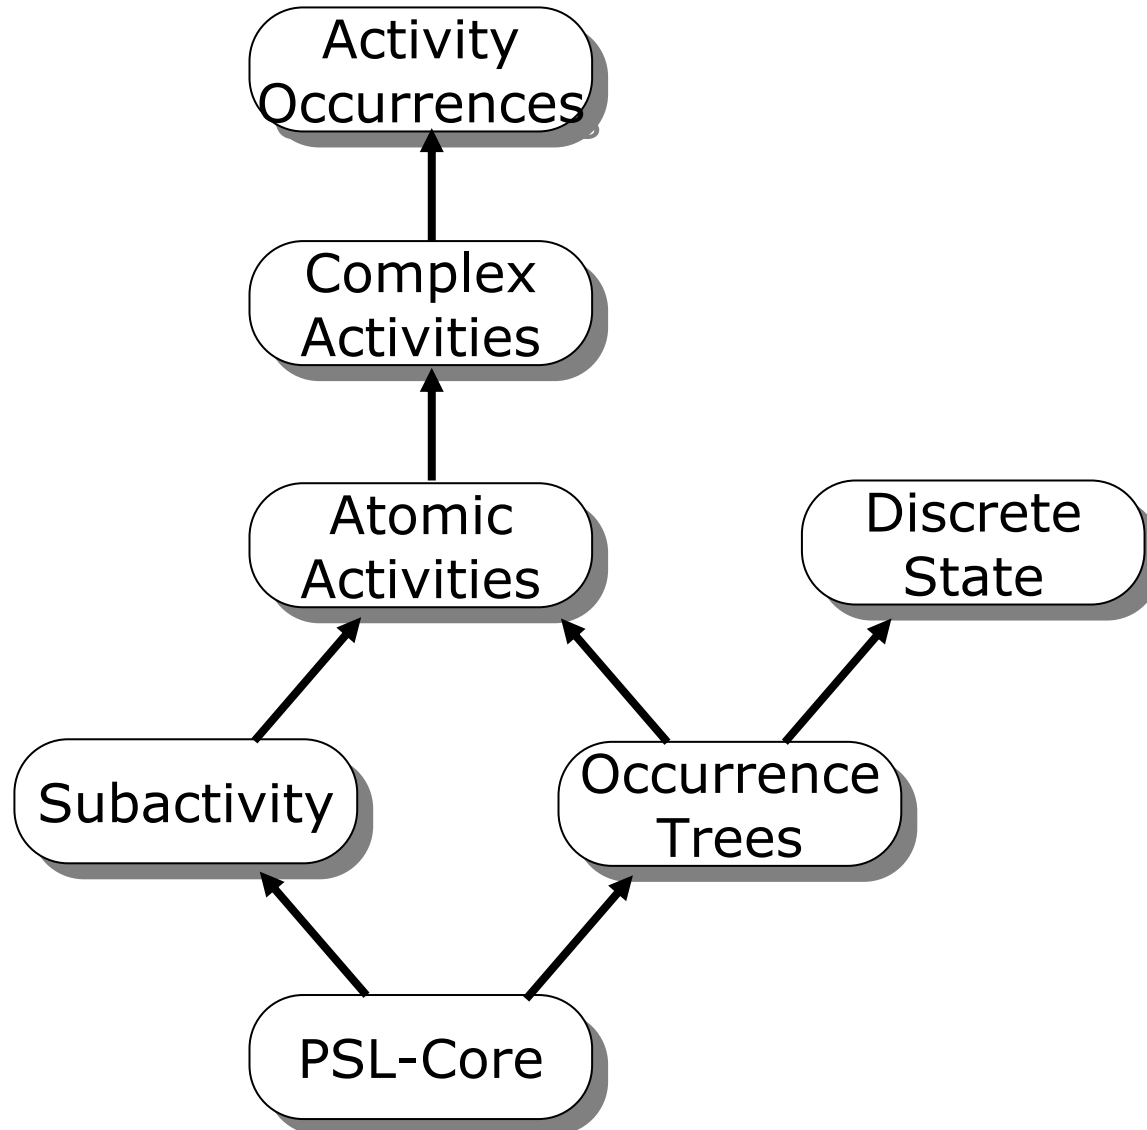 Activity
Occurrences
Complex
Activities
Atomic
Activities
Discrete
State
Subactivity
Occurrence
Trees
PSL-Core